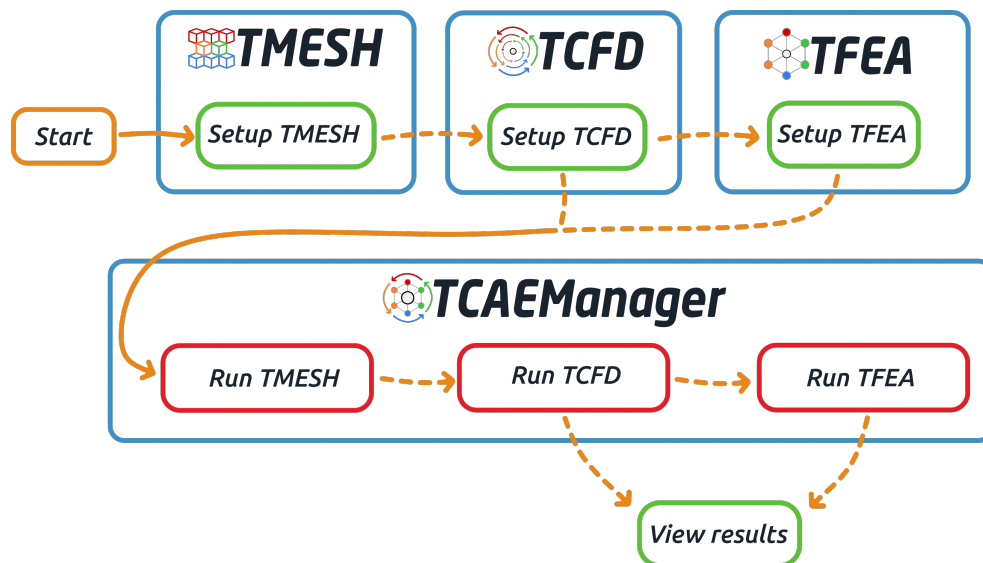 TMESH
TCFD
TFEA
Start
Setup TMESH
Setup TCFD
Setup TFEA
TCAEManager
Run TMESH
Run TCFD
Run TFEA
View results